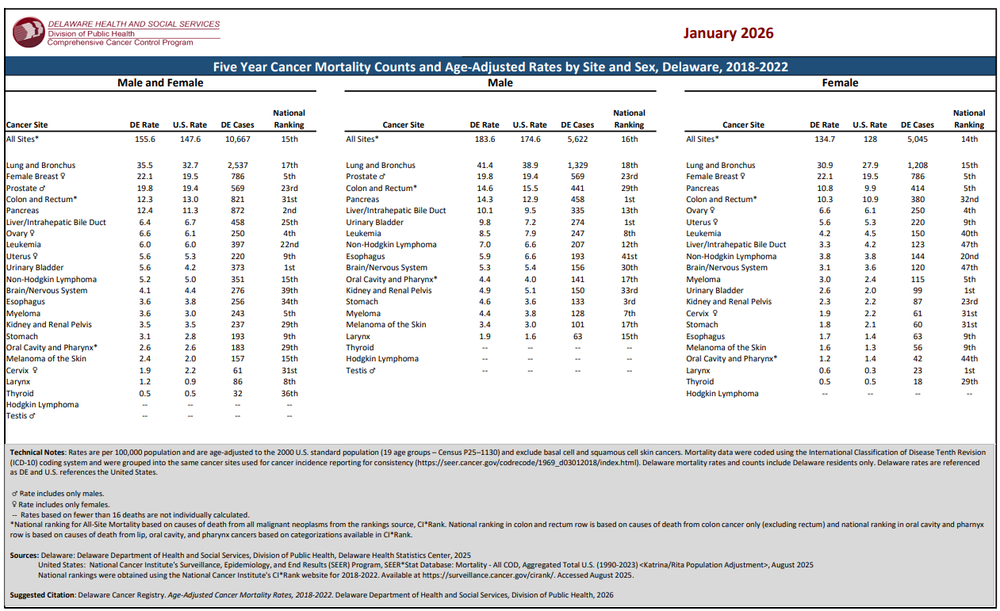 DELAWARE HEALTH AND SOCIAL SERVICES
Division of Public Health
Comprehensive Cancer Control Program
January 2026
Five Year Cancer Mortality Counts and Age-Adjusted Rates by Site and Sex, Delaware, 2018-2022
Male and Female
Cancer Site DE Rate U.S. Rate DE Cases National Ranking
All Sites* 155.6 147.6 10,667 15th
Lung and Bronchus 35.5 32.7 2,537 17th
Female Breast ♀ 22.1 19.5 786 5th
Prostate ♂ 19.8 19.4 569 23rd
Colon and Rectum* 12.3 13.0 821 31st
Pancreas 12.4 11.3 872 2nd
Liver/Intrahepatic Bile Duct 6.4 6.7 458 25th
Ovary ♀ 6.6 6.1 250 4th
Leukemia 6.0 6.0 397 22nd
Uterus ♀ 5.6 5.3 220 9th
Urinary Bladder 5.6 4.2 373 1st
Non-Hodgkin Lymphoma 5.2 5.0 351 15th
Brain/Nervous System 4.1 4.4 276 39th
Esophagus 3.6 3.8 256 34th
Myeloma 3.6 3.0 243 5th
Kidney and Renal Pelvis 3.5 3.5 237 29th
Stomach 3.1 2.8 193 9th
Oral Cavity and Pharynx* 2.6 2.6 183 29th
Melanoma of the Skin 2.4 2.0 157 15th
Cervix ♀ 1.9 2.2 61 31st
Larynx 1.2 0.9 86 8th
Thyroid 0.5 0.5 32 36th
Hodgkin Lymphoma -- -- -- --
Testis ♂ -- -- -- --
Male
Cancer Site DE Rate U.S. Rate DE Cases National Ranking
All Sites* 183.6 174.6 5,622 16th
Lung and Bronchus 41.4 38.9 1,329 18th
Prostate ♂ 19.8 19.4 569 23rd
Colon and Rectum* 14.6 15.5 441 29th
Pancreas 14.3 12.9 458 1st
Liver/Intrahepatic Bile Duct 10.1 9.5 335 13th
Urinary Bladder 9.8 7.2 274 1st
Leukemia 8.5 7.9 247 8th
Non-Hodgkin Lymphoma 7.0 6.6 207 12th
Esophagus 5.9 6.6 193 41st
Brain/Nervous System 5.3 5.4 156 30th
Oral Cavity and Pharynx* 4.4 4.0 141 17th
Kidney and Renal Pelvis 4.9 5.1 150 33rd
Stomach 4.6 3.6 133 3rd
Myeloma 4.4 3.8 128 7th
Melanoma of the Skin 3.4 3.0 101 17th
Larynx 1.9 1.6 63 15th
Thyroid -- -- -- --
Hodgkin Lymphoma -- -- -- --
Testis ♂ -- -- -- --
Female
Cancer Site DE Rate U.S. Rate DE Cases National Ranking
All Sites* 134.7 128 5,045 14th
Lung and Bronchus 30.9 27.9 1,208 15th
Female Breast ♀ 22.1 19.5 786 5th
Pancreas 10.8 9.9 414 5th
Colon and Rectum* 10.3 10.9 380 32nd
Ovary ♀ 6.6 6.1 250 4th
Uterus ♀ 5.6 5.3 220 9th
Leukemia 4.2 4.5 150 40th
Liver/Intrahepatic Bile Duct 3.3 4.2 123 47th
Non-Hodgkin Lymphoma 3.8 3.8 144 20nd
Brain/Nervous System 3.1 3.6 120 47th
Myeloma 3.0 2.4 115 5th
Urinary Bladder 2.6 2.0 99 1st
Kidney and Renal Pelvis 2.3 2.2 87 23rd
Cervix ♀ 1.9 2.2 61 31st
Stomach 1.8 2.1 60 31st
Esophagus 1.7 1.4 63 9th
Melanoma of the Skin 1.6 1.3 56 9th
Oral Cavity and Pharynx* 1.2 1.4 42 44th
Larynx 0.6 0.3 23 1st
Thyroid 0.5 0.5 18 29th
Hodgkin Lymphoma -- -- -- --
Technical Notes: Rates are per 100,000 population and are age-adjusted to the 2000 U.S. standard population (19 age groups – Census P25–1130) and exclude basal cell and squamous cell skin cancers. Mortality data were coded using the International Classification of Disease Tenth Revision
(ICD-10) coding system and were grouped into the same cancer sites used for cancer incidence reporting for consistency (https://seer.cancer.gov/codrecode/1969_d03012018/index.html). Delaware mortality rates and counts include Delaware residents only. Delaware rates are referenced
as DE and U.S. references the United States.
♂ Rate includes only males.
♀ Rate includes only females.
-- Rates based on fewer than 16 deaths are not individually calculated.
*National ranking for All-Site Mortality based on causes of death from all malignant neoplasms from the rankings source, CI*Rank. National ranking in colon and rectum row is based on causes of death from colon cancer only (excluding rectum) and national ranking in oral cavity and pharnyx
row is based on causes of death from lip, oral cavity, and pharynx cancers based on categorizations available in CI*Rank.
Sources: Delaware: Delaware Department of Health and Social Services, Division of Public Health, Delaware Health Statistics Center, 2025
United States: National Cancer Institute's Surveillance, Epidemiology, and End Results (SEER) Program, SEER*Stat Database: Mortality - All COD, Aggregated Total U.S. (1990-2023) <Katrina/Rita Population Adjustment>, August 2025
National rankings were obtained using the National Cancer Institute's CI*Rank website for 2018-2022. Available at https://surveillance.cancer.gov/cirank/. Accessed August 2025.
Suggested Citation: Delaware Cancer Registry. Age-Adjusted Cancer Mortality Rates, 2018-2022. Delaware Department of Health and Social Services, Division of Public Health, 2026